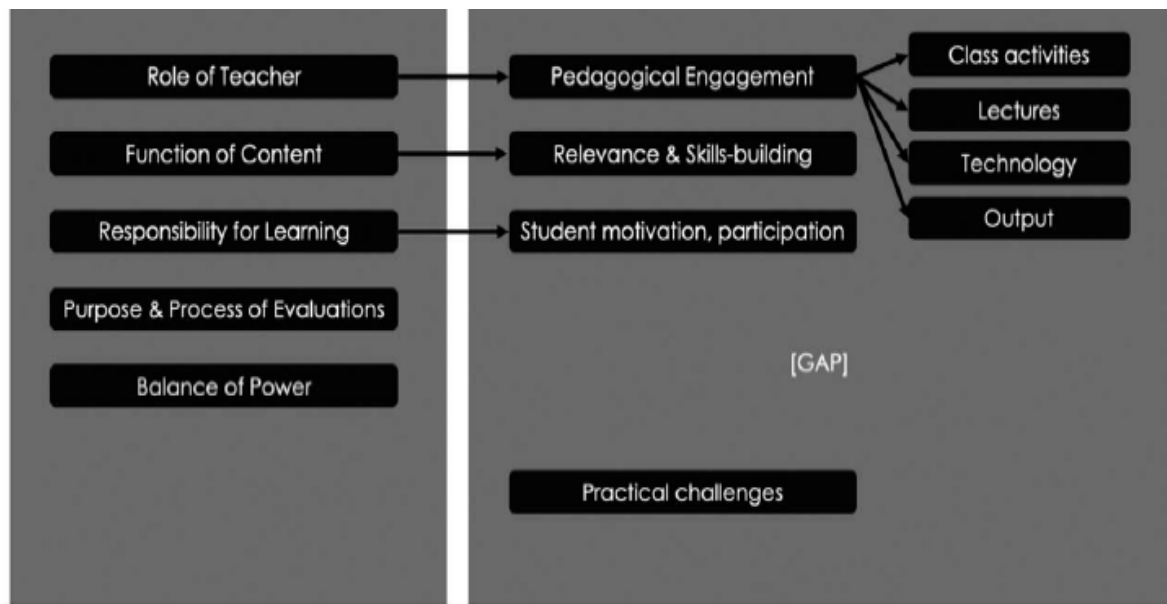 Role of Teacher
Function of Content
Responsibility for Learning
Purpose & Process of Evaluations
Balance of Power
Pedagogical Engagement
Relevance & Skills-building
Student motivation, participation
[GAP]
Practical challenges
Class activities
Lectures
Technology
Output